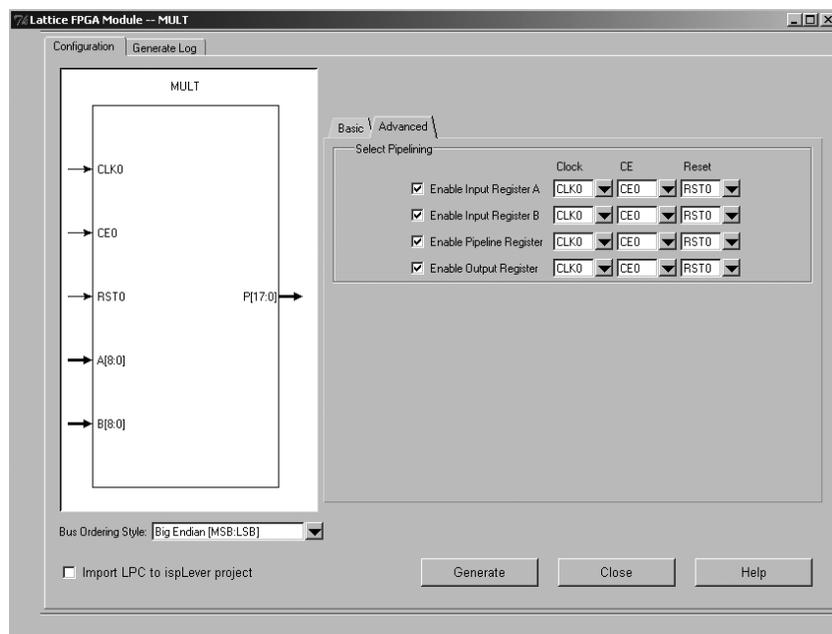 Lattice FPGA Module -- MULT
Configuration
Generate Log
MULT
CLK0
CE0
RST0
P[17:0]
A[8:0]
B[8:0]
Basic
Advanced
Select Pipelining
Clock CE Reset
Enable Input Register A CLK0 CE0 RST0
Enable Input Register B CLK0 CE0 RST0
Enable Pipeline Register CLK0 CE0 RST0
Enable Output Register CLK0 CE0 RST0
Bus Ordering Style: Big Endian [MSB:LSB]
Import LPC to ispLever project
Generate
Close
Help